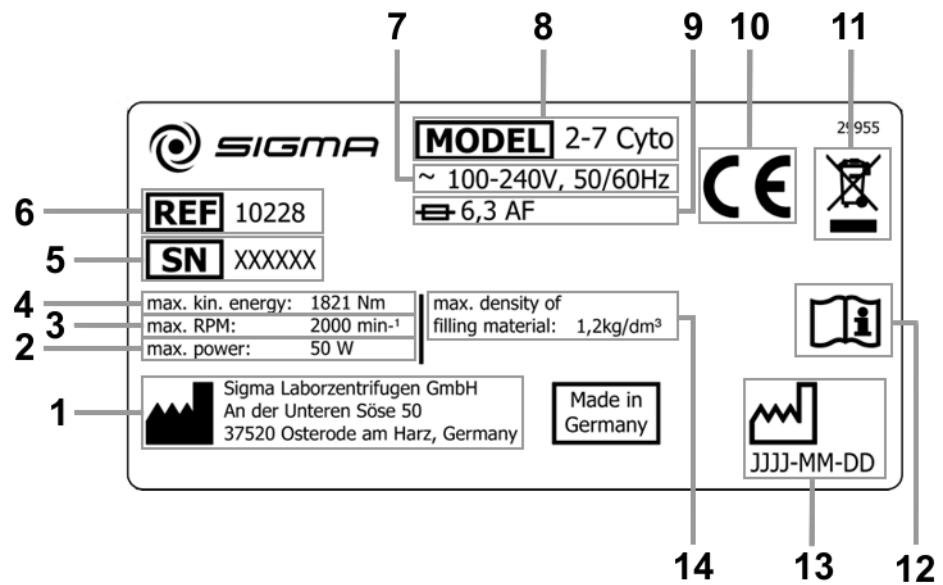 7 8 9 10 11
29955
SIGMA
MODEL 2-7 Cyto
~ 100-240V, 50/60Hz
6,3 AF
CE
6 REF 10228
5 SN XXXXXX
4 max. kin. energy: 1821 Nm
3 max. RPM: 2000 min-¹
2 max. power: 50 W
max. density of
filling material: 1,2kg/dm³
1
Sigma Laborzentrifugen GmbH
An der Unteren Söse 50
37520 Osterode am Harz, Germany
Made in
Germany
i
JJJJ-MM-DD
14 13 12